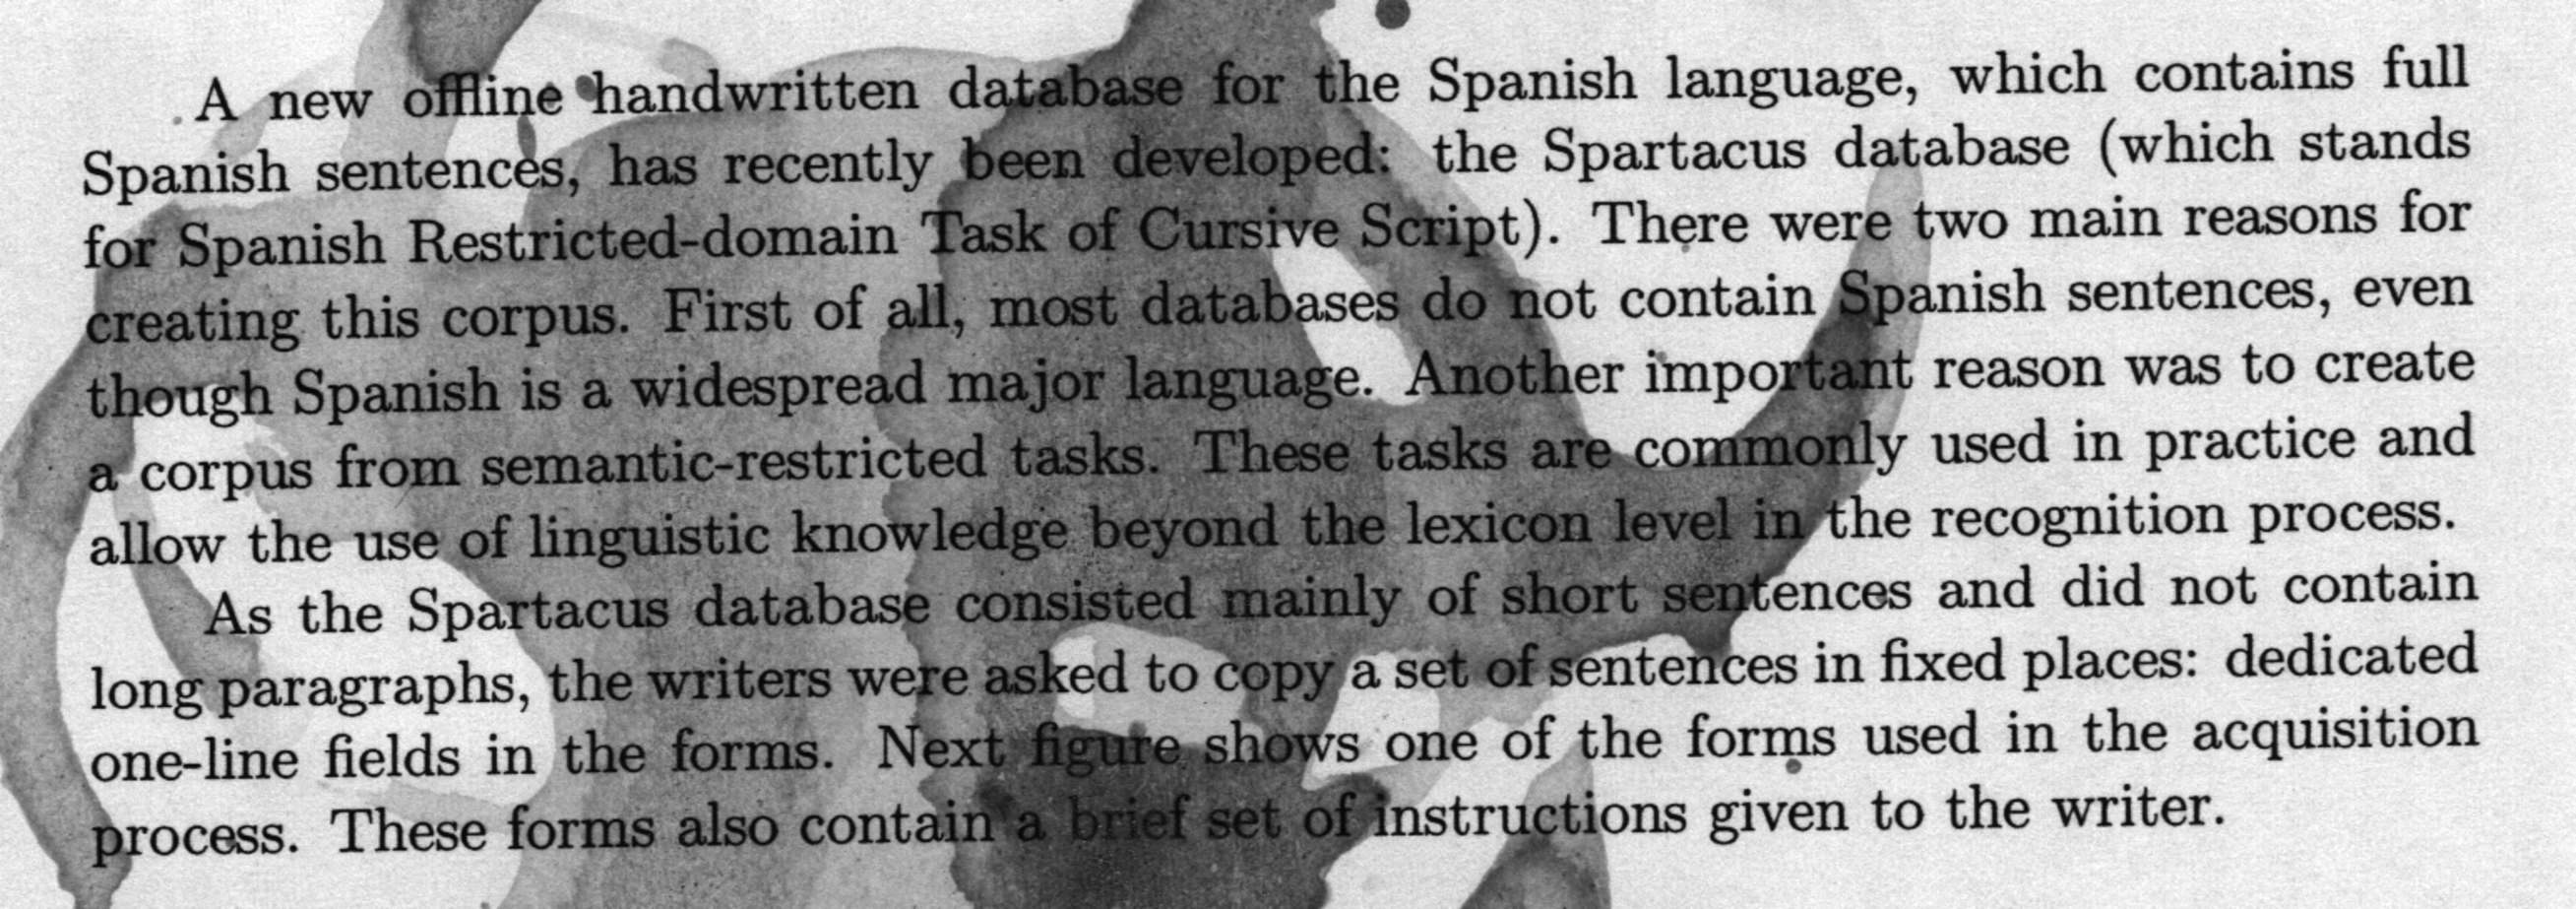 A new offline handwritten database for the Spanish language, which contains full
Spanish sentences, has recently been developed: the Spartacus database (which stands
for Spanish Restricted-domain Task of Cursive Script). There were two main reasons for
creating this corpus. First of all, most databases do not contain Spanish sentences, even
though Spanish is a widespread major language. Another important reason was to create
a corpus from semantic-restricted tasks. These tasks are commonly used in practice and
allow the use of linguistic knowledge beyond the lexicon level in the recognition process.
As the Spartacus database consisted mainly of short sentences and did not contain
long paragraphs, the writers were asked to copy a set of sentences in fixed places: dedicated
one-line fields in the forms. Next figure shows one of the forms used in the acquisition
process. These forms also contain a brief set of instructions given to the writer.